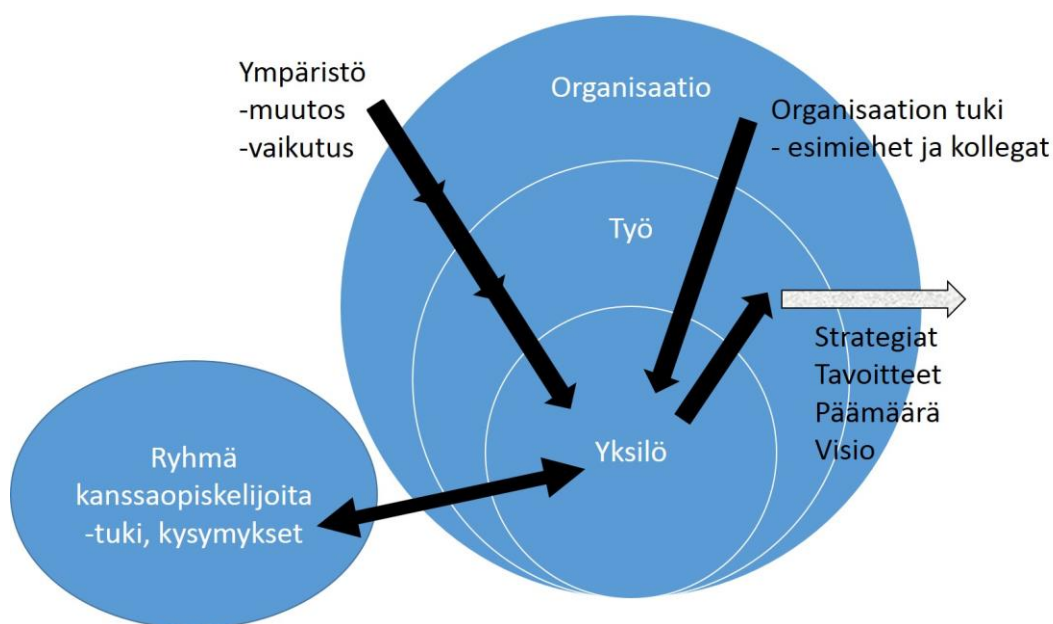 Ympäristö
-muutos
-vaikutus
Organisaatio
Organisaation tuki
- esimiehet ja kollegat
Työ
Strategiat
Tavoitteet
Päämäärä
Visio
Yksilö
Ryhmä
kanssaopiskelijoita
-tuki, kysymykset